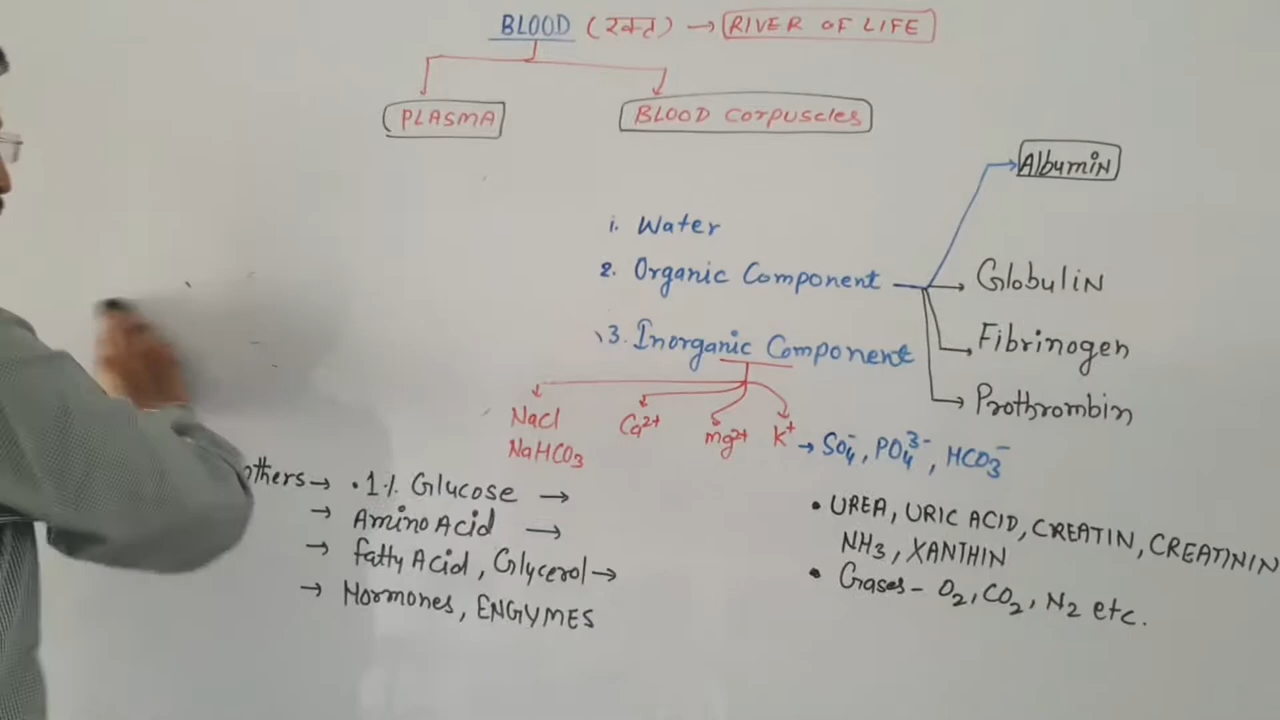 BLOOD (रक्त) → RIVER OF LIFE
PLASMA
BLOOD Corpuscles
Albumin
1. Water
2. Organic Component
Globulin
3. Inorganic Component
Fibrinogen
Prothrombin
Nacl
Ca2+
mg2+
K+
NaHCO3
→ SO4-, PO4 3-, HCO3-
others → .1% Glucose →
→ Amino Acid →
→ fatty Acid, Glycerol →
→ Hormones, ENGYMES
• UREA, URIC ACID, CREATIN, CREATININ
NH3, XANTHIN
• Gases - O2, CO2, N2 etc.